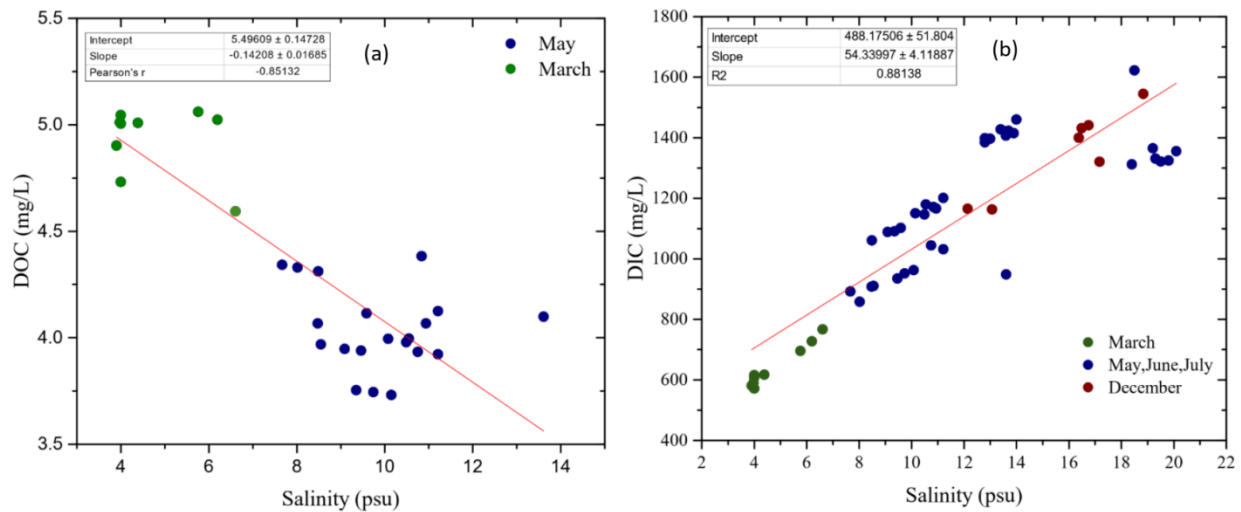 5.5
5.0
4.5
4.0
3.5
DOC (mg/L)
Intercept 5.49609 ± 0.14728
Slope -0.14208 ± 0.01685
Pearson's r -0.85132
(a)
May
March
4 6 8 10 12 14
Salinity (psu)
1800
1600
1400
1200
1000
800
600
400
DIC (mg/L)
Intercept 488.17506 ± 51.804
Slope 54.33997 ± 4.11887
R2 0.88138
(b)
March
May,June,July
December
2 4 6 8 10 12 14 16 18 20 22
Salinity (psu)